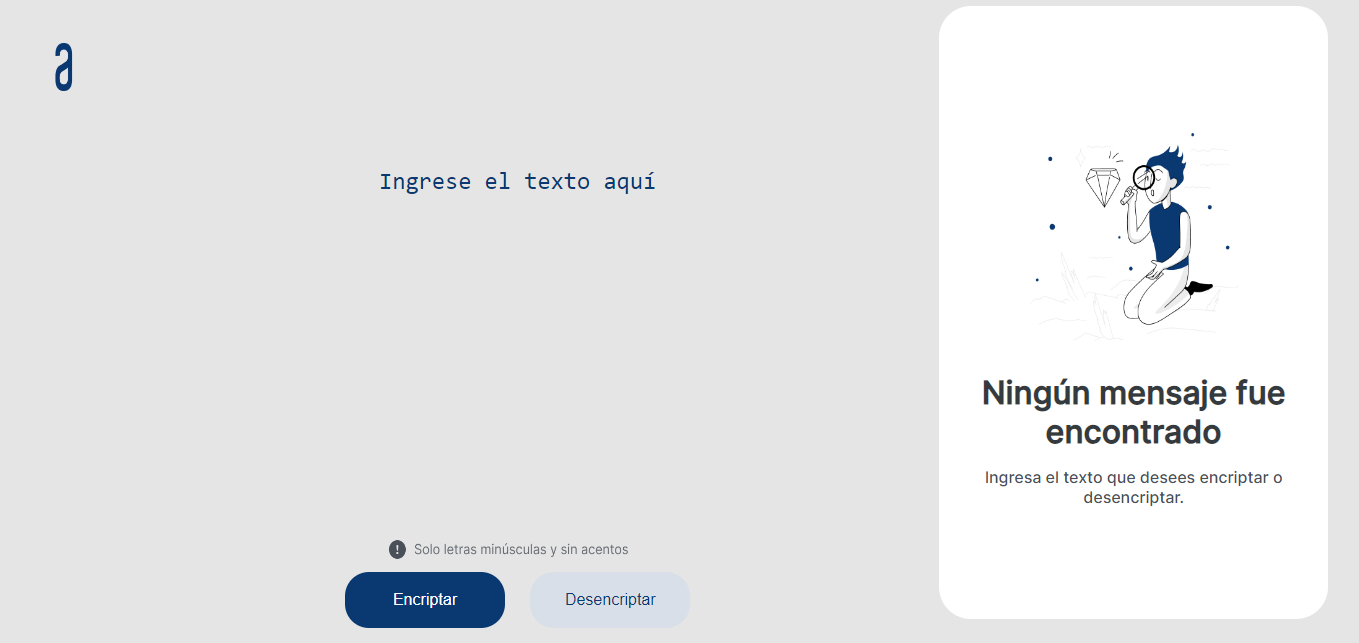 a
Ingrese el texto aquí
Solo letras minúsculas y sin acentos
Encriptar
Desencriptar
Ningún mensaje fue
encontrado
Ingresa el texto que desees encriptar o
desencriptar.